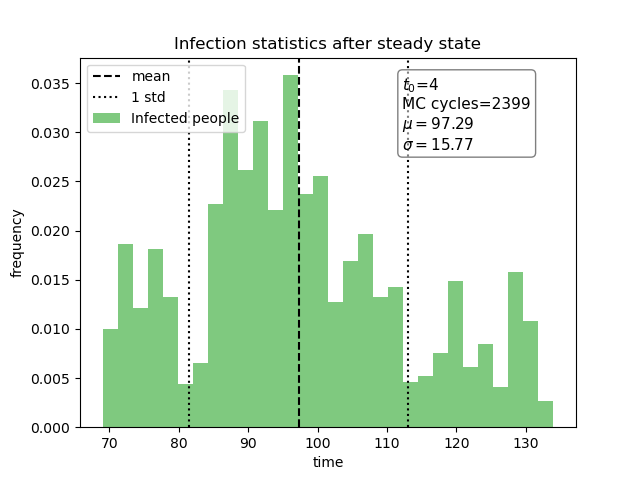 Infection statistics after steady state
mean
1 std
Infected people
t₀=4
MC cycles=2399
μ = 97.29
σ = 15.77
frequency
0.035
0.030
0.025
0.020
0.015
0.010
0.005
0.000
70 80 90 100 110 120 130
time